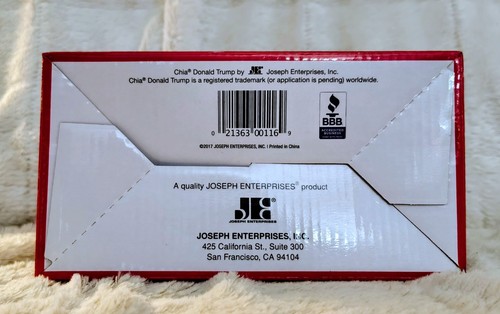 Chia® Donald Trump by JE Joseph Enterprises, Inc.
Chia® Donald Trump is a registered trademark (or application is pending) worldwide.
0 21363 00116 9
BBB
ACCREDITED
BUSINESS
©2017 JOSEPH ENTERPRISES, INC. | Printed in China
A quality JOSEPH ENTERPRISES® product
JE
JOSEPH ENTERPRISES
JOSEPH ENTERPRISES, INC.
425 California St., Suite 300
San Francisco, CA 94104